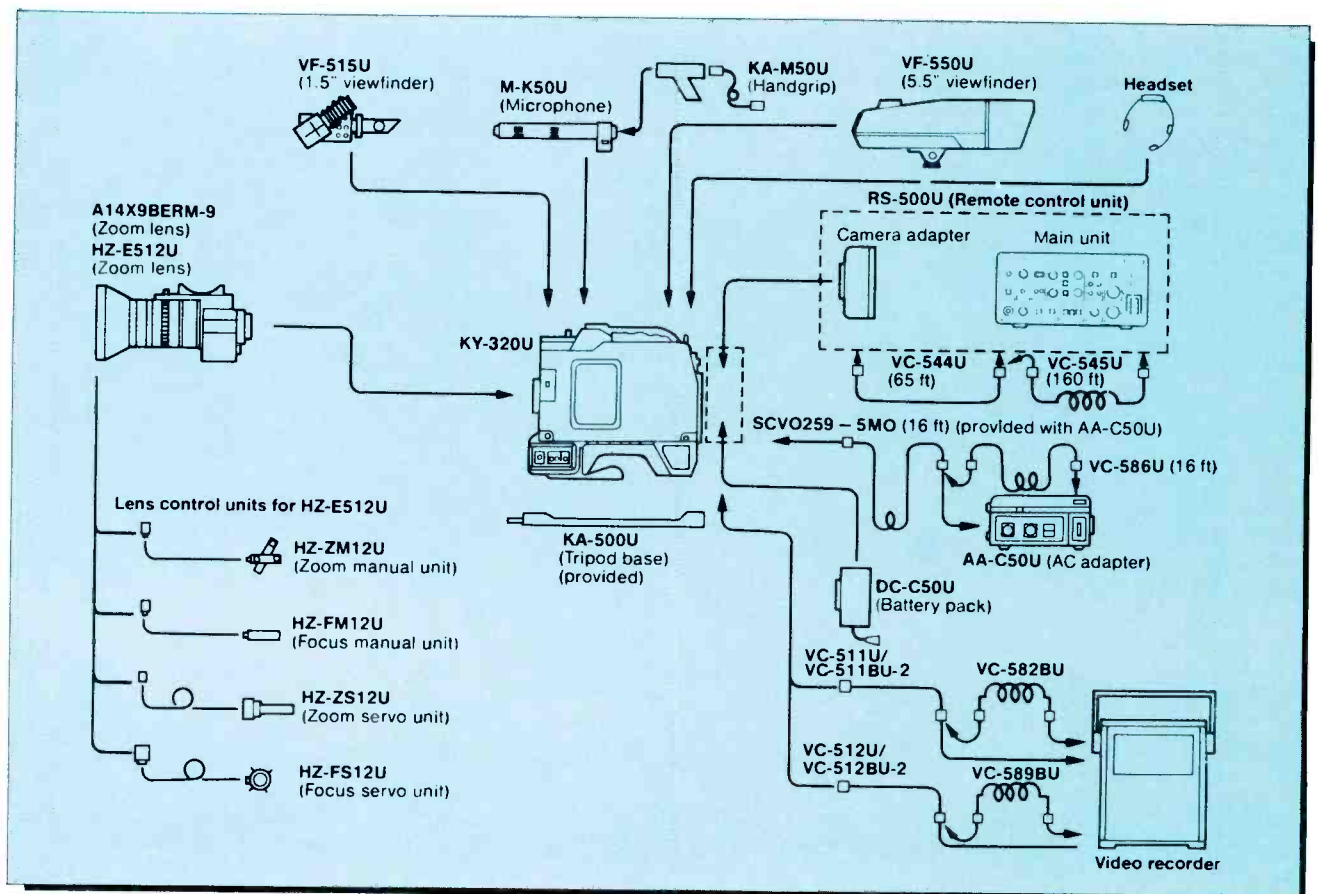 VF-515U
(1.5" viewfinder)
M-K50U
(Microphone)
KA-M50U
(Handgrip)
VF-550U
(5.5" viewfinder)
Headset
RS-500U (Remote control unit)
Camera adapter
Main unit
A14X9BERM-9
(Zoom lens)
HZ-E512U
(Zoom lens)
KY-320U
VC-544U
(65 ft)
VC-545U
(160 ft)
SCVO259 – 5MO (16 ft) (provided with AA-C50U)
VC-586U (16 ft)
AA-C50U (AC adapter)
KA-500U
(Tripod base)
(provided)
DC-C50U
(Battery pack)
Lens control units for HZ-E512U
HZ-ZM12U
(Zoom manual unit)
HZ-FM12U
(Focus manual unit)
HZ-ZS12U
(Zoom servo unit)
HZ-FS12U
(Focus servo unit)
VC-511U/
VC-511BU-2
VC-582BU
VC-512U/
VC-512BU-2
VC-589BU
Video recorder